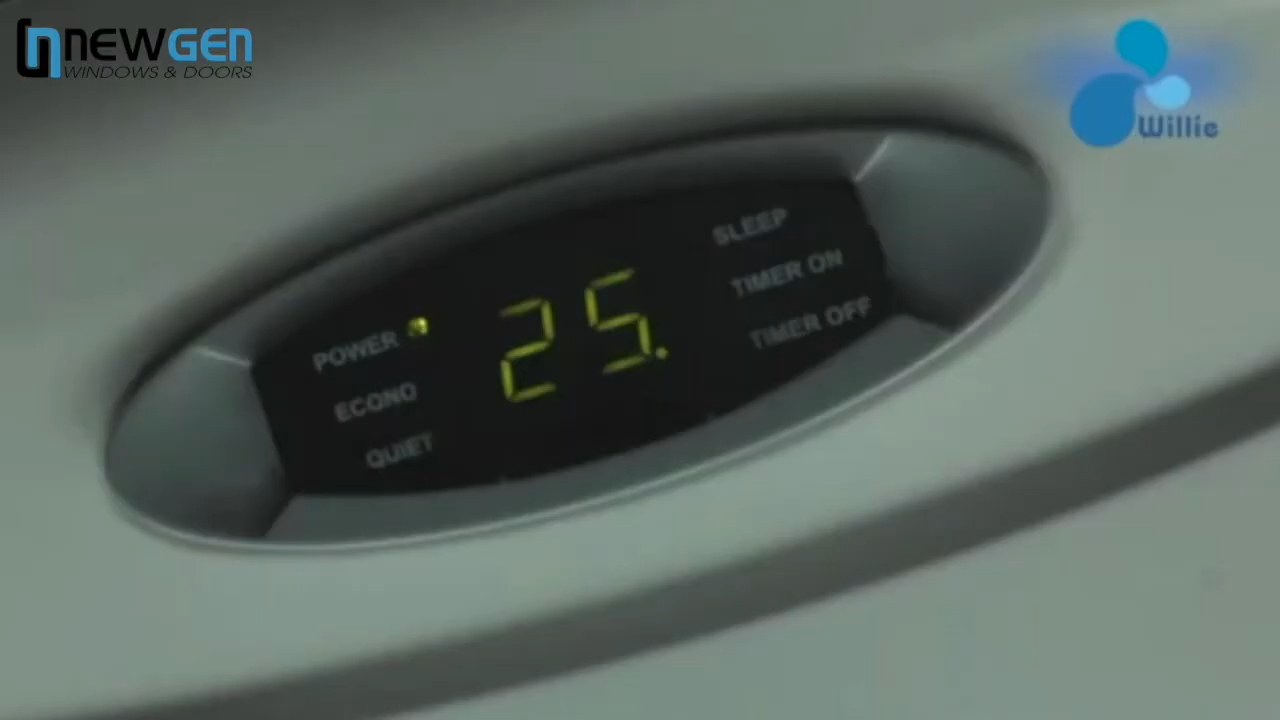 NEWGEN
WINDOWS & DOORS
Willie
POWER
ECONO
QUIET
25.
SLEEP
TIMER ON
TIMER OFF